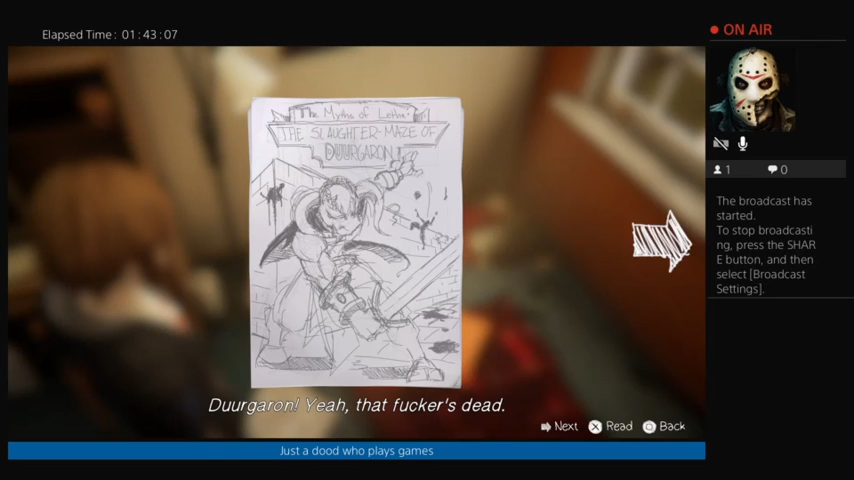 Elapsed Time: 01:43:07
ON AIR
The Myths of Lethe:
THE SLAUGHTER-MAZE OF
DUURGARON
1
0
The broadcast has
started.
To stop broadcasti
ng, press the SHAR
E button, and then
select [Broadcast
Settings].
Duurgaron! Yeah, that fucker's dead.
Next
Read
Back
Just a dood who plays games